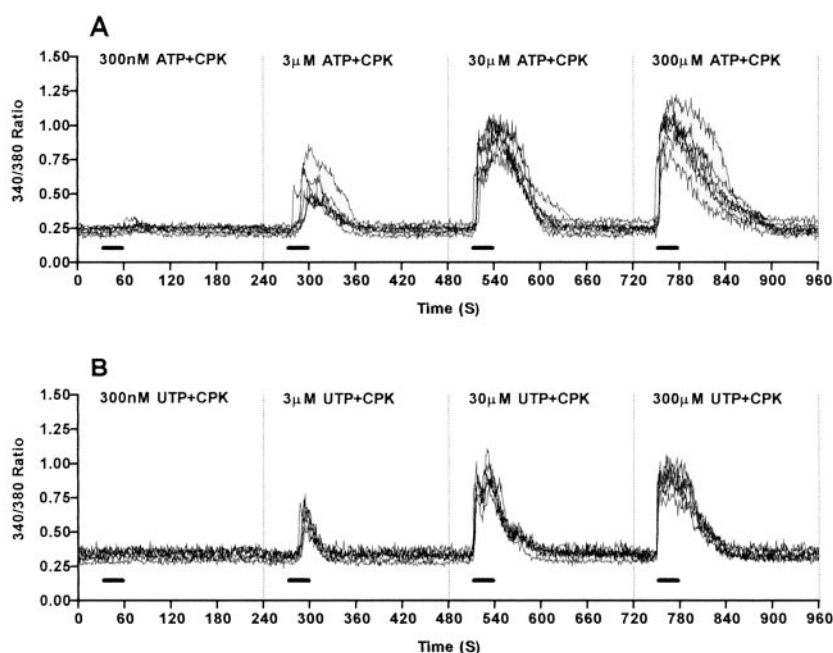 A
300nM ATP+CPK 3μM ATP+CPK 30μM ATP+CPK 300μM ATP+CPK
1.50
1.25
1.00
0.75
0.50
0.25
0.00
340/380 Ratio
0 60 120 180 240 300 360 420 480 540 600 660 720 780 840 900 960
Time (S)
B
300nM UTP+CPK 3μM UTP+CPK 30μM UTP+CPK 300μM UTP+CPK
1.50
1.25
1.00
0.75
0.50
0.25
0.00
340/380 Ratio
0 60 120 180 240 300 360 420 480 540 600 660 720 780 840 900 960
Time (S)